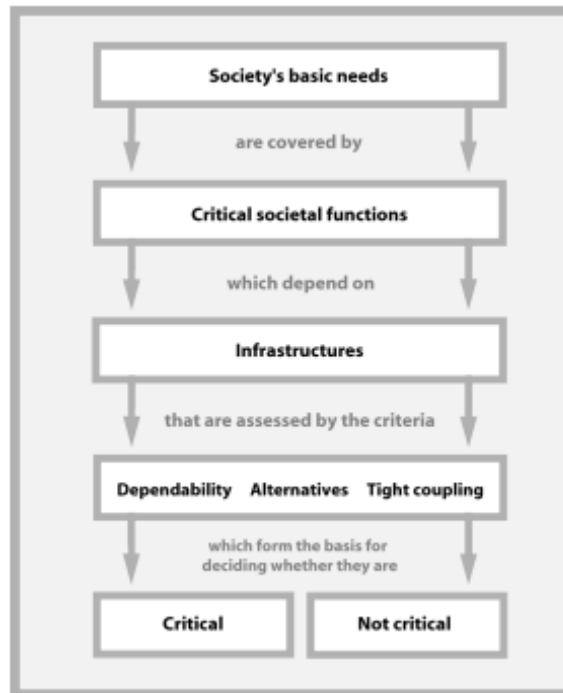 Society's basic needs
are covered by
Critical societal functions
which depend on
Infrastructures
that are assessed by the criteria
Dependability Alternatives Tight coupling
which form the basis for
deciding whether they are
Critical Not critical